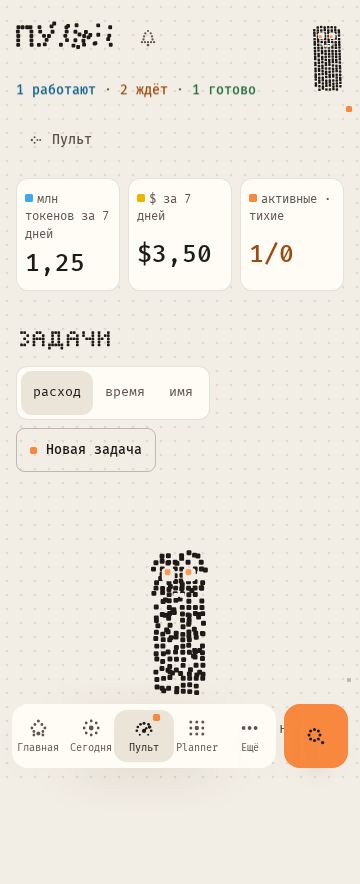 ПУЛЬТ
1 работают · 2 ждёт · 1 готово
Пульт
млн токенов за 7 дней
1,25
$ за 7 дней
$3,50
активные · тихие
1/0
ЗАДАЧИ
расход время имя
Новая задача
Главная Сегодня Пульт Planner Ещё